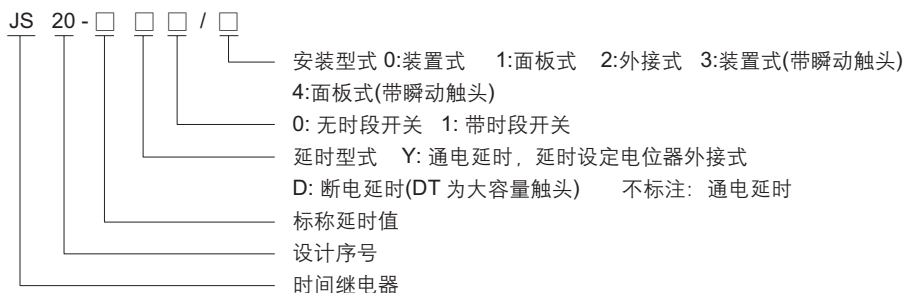 JS 20 - □ □ □ / □
安装型式 0:装置式 1:面板式 2:外接式 3:装置式(带瞬动触头)
4:面板式(带瞬动触头)
0: 无时段开关 1: 带时段开关
延时型式 Y: 通电延时, 延时设定电位器外接式
D: 断电延时(DT 为大容量触头) 不标注: 通电延时
标称延时值
设计序号
时间继电器